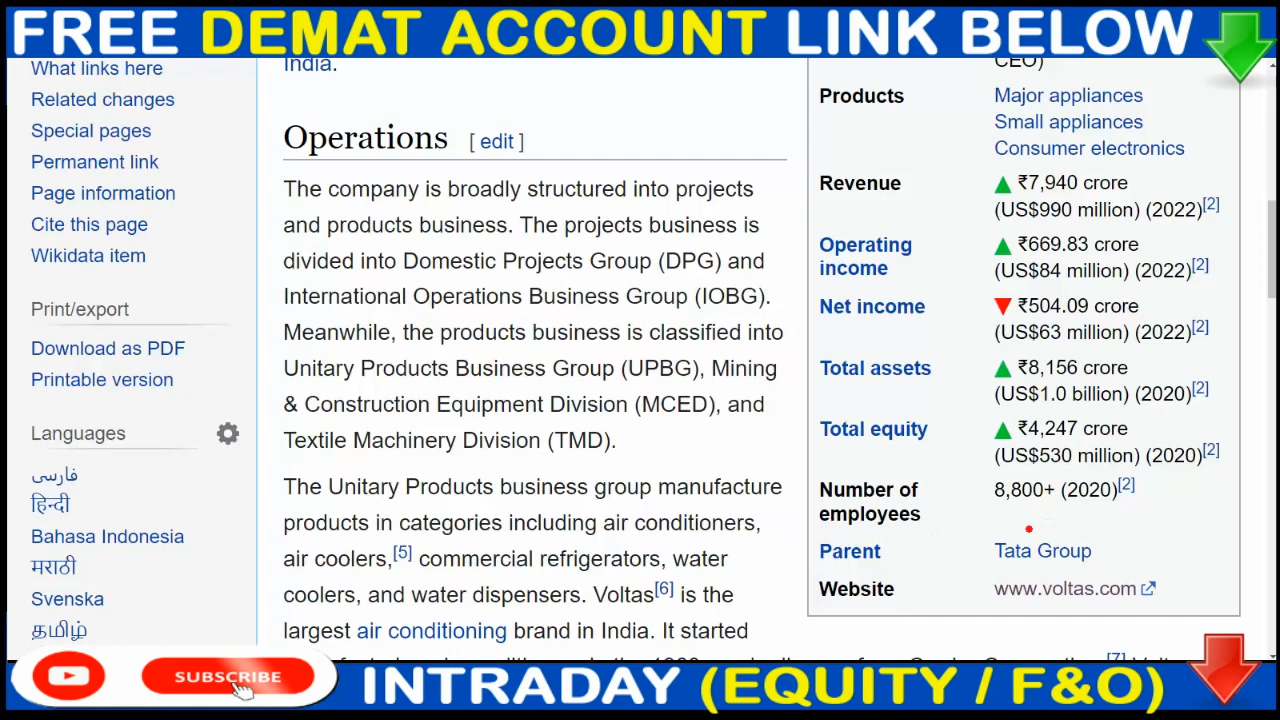 FREE DEMAT ACCOUNT LINK BELOW
What links here
Related changes
Special pages
Permanent link
Page information
Cite this page
Wikidata item
Print/export
Download as PDF
Printable version
Languages
فارسی
हिन्दी
Bahasa Indonesia
मराठी
Svenska
தமிழ்
India.
Operations [ edit ]
The company is broadly structured into projects
and products business. The projects business is
divided into Domestic Projects Group (DPG) and
International Operations Business Group (IOBG).
Meanwhile, the products business is classified into
Unitary Products Business Group (UPBG), Mining
& Construction Equipment Division (MCED), and
Textile Machinery Division (TMD).
The Unitary Products business group manufacture
products in categories including air conditioners,
air coolers,[5] commercial refrigerators, water
coolers, and water dispensers. Voltas[6] is the
largest air conditioning brand in India. It started
CEO)
Products Major appliances
Small appliances
Consumer electronics
Revenue ▲ ₹7,940 crore
(US$990 million) (2022)[2]
Operating income ▲ ₹669.83 crore
(US$84 million) (2022)[2]
Net income ▼ ₹504.09 crore
(US$63 million) (2022)[2]
Total assets ▲ ₹8,156 crore
(US$1.0 billion) (2020)[2]
Total equity ▲ ₹4,247 crore
(US$530 million) (2020)[2]
Number of employees 8,800+ (2020)[2]
Parent Tata Group
Website www.voltas.com
SUBSCRIBE
INTRADAY (EQUITY / F&O)